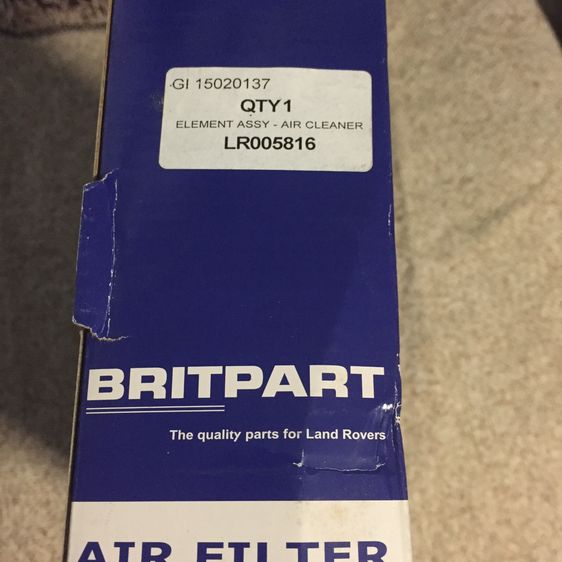 GI 15020137
QTY1
ELEMENT ASSY - AIR CLEANER
LR005816
BRITPART
The quality parts for Land Rovers
AIR FILTER